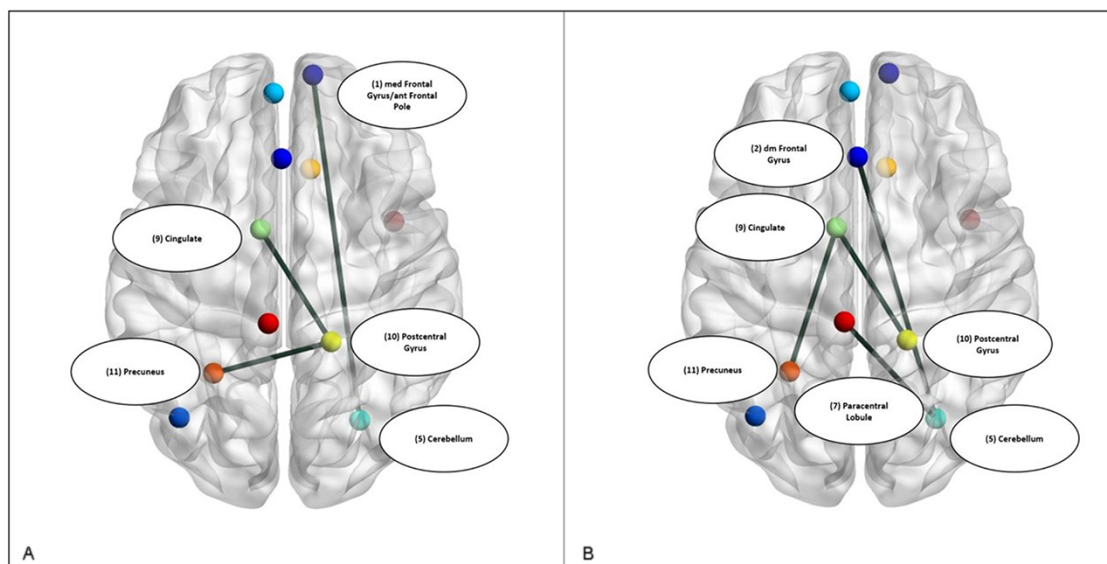 (1) med Frontal
Gyrus/ant Frontal
Pole
(9) Cingulate
(10) Postcentral
Gyrus
(11) Precuneus
(5) Cerebellum
A
(2) dm Frontal
Gyrus
(9) Cingulate
(10) Postcentral
Gyrus
(11) Precuneus
(7) Paracentral
Lobule
(5) Cerebellum
B